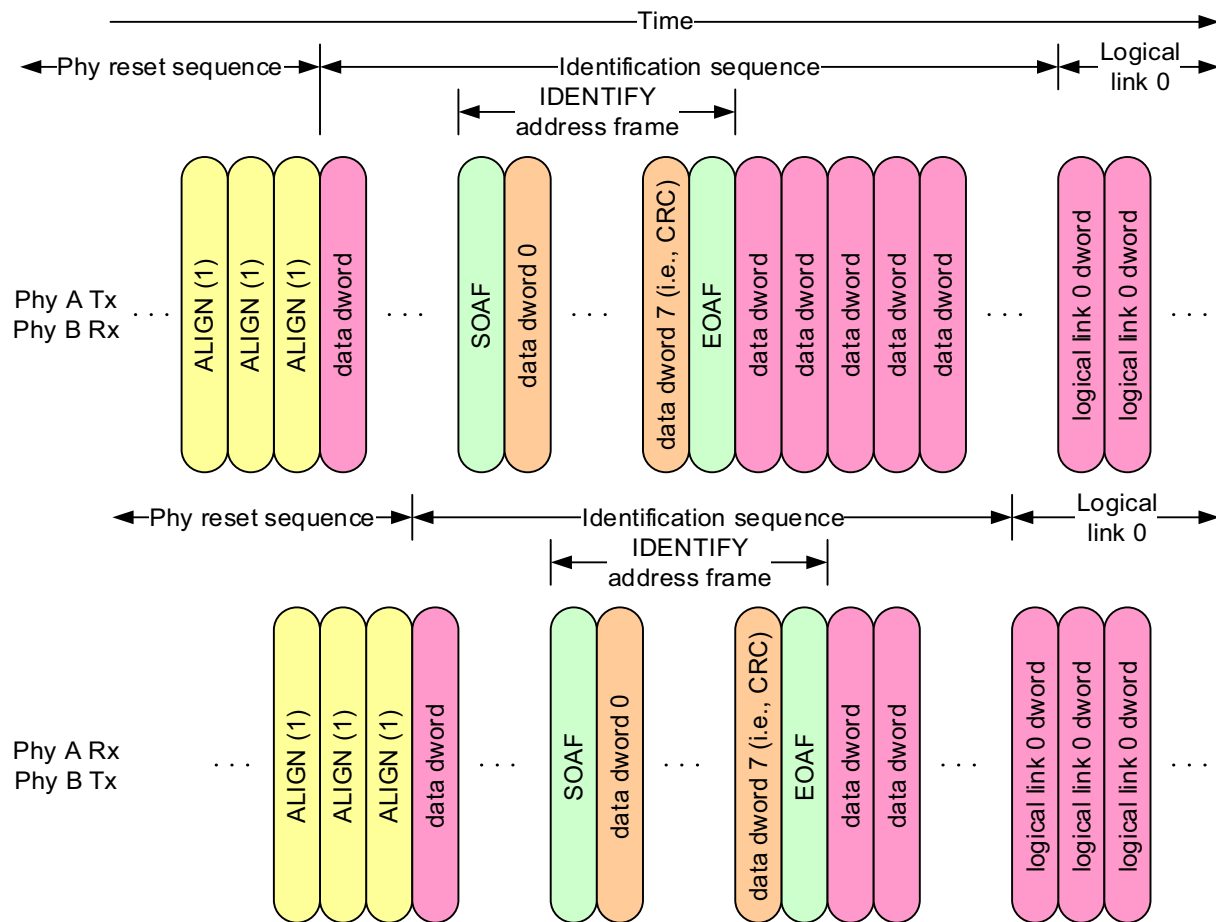 Time
Phy reset sequence
Identification sequence
Logical
link 0
IDENTIFY
address frame
Phy A Tx
Phy B Rx
. . .
ALIGN (1)
ALIGN (1)
ALIGN (1)
data dword
. . .
SOAF
data dword 0
. . .
data dword 7 (i.e., CRC)
EOAF
data dword
data dword
data dword
data dword
data dword
. . .
logical link 0 dword
logical link 0 dword
. . .
Phy reset sequence
Identification sequence
Logical
link 0
IDENTIFY
address frame
Phy A Rx
Phy B Tx
. . .
ALIGN (1)
ALIGN (1)
ALIGN (1)
data dword
. . .
SOAF
data dword 0
. . .
data dword 7 (i.e., CRC)
EOAF
data dword
data dword
. . .
logical link 0 dword
logical link 0 dword
logical link 0 dword
. . .